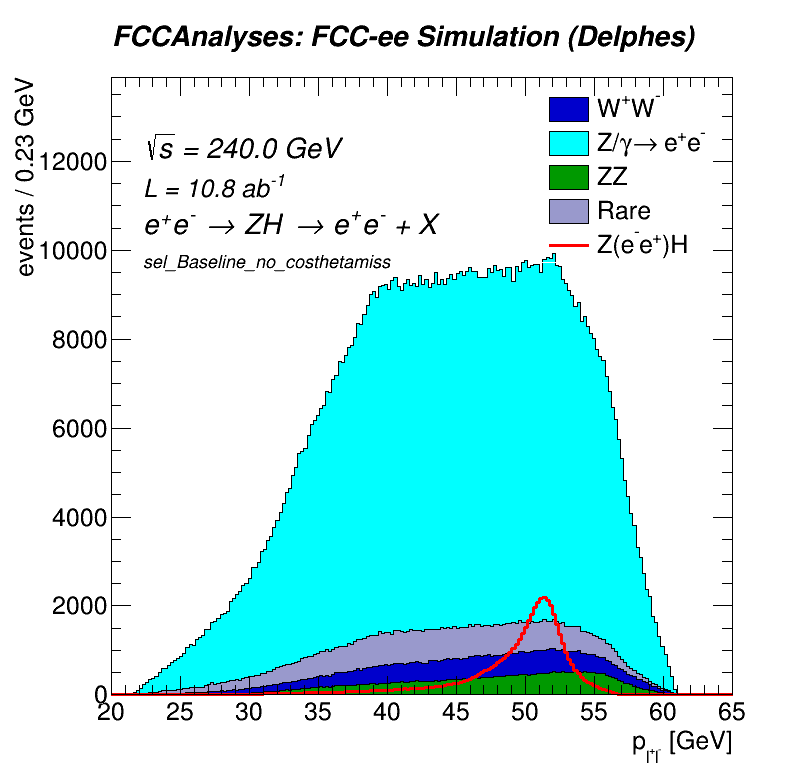 FCCAnalyses: FCC-ee Simulation (Delphes)
events / 0.23 GeV
√s = 240.0 GeV
L = 10.8 ab⁻¹
e⁺e⁻ → ZH → e⁺e⁻ + X
sel_Baseline_no_costhetamiss
W⁺W⁻
Z/γ→ e⁺e⁻
ZZ
Rare
Z(e⁻e⁺)H
12000
10000
8000
6000
4000
2000
0
20 25 30 35 40 45 50 55 60 65
p_l⁺l⁻ [GeV]